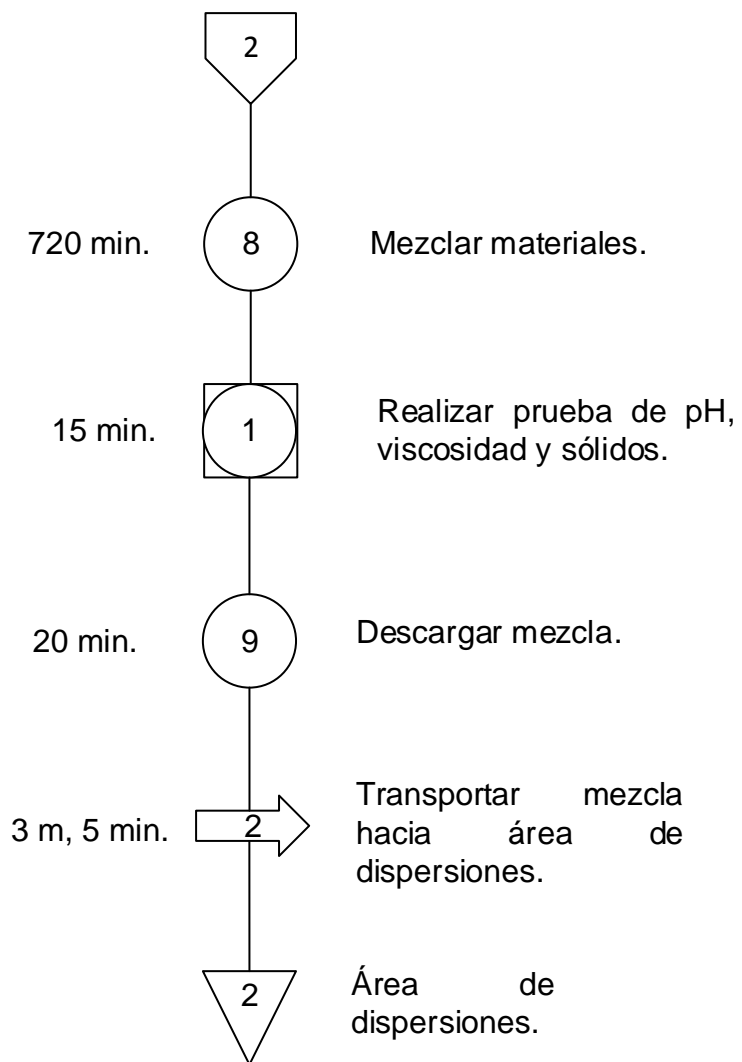 2
720 min.
8
Mezclar materiales.
15 min.
1
Realizar prueba de pH,
viscosidad y sólidos.
20 min.
9
Descargar mezcla.
3 m, 5 min.
2
Transportar mezcla
hacia área de
dispersiones.
2
Área de
dispersiones.